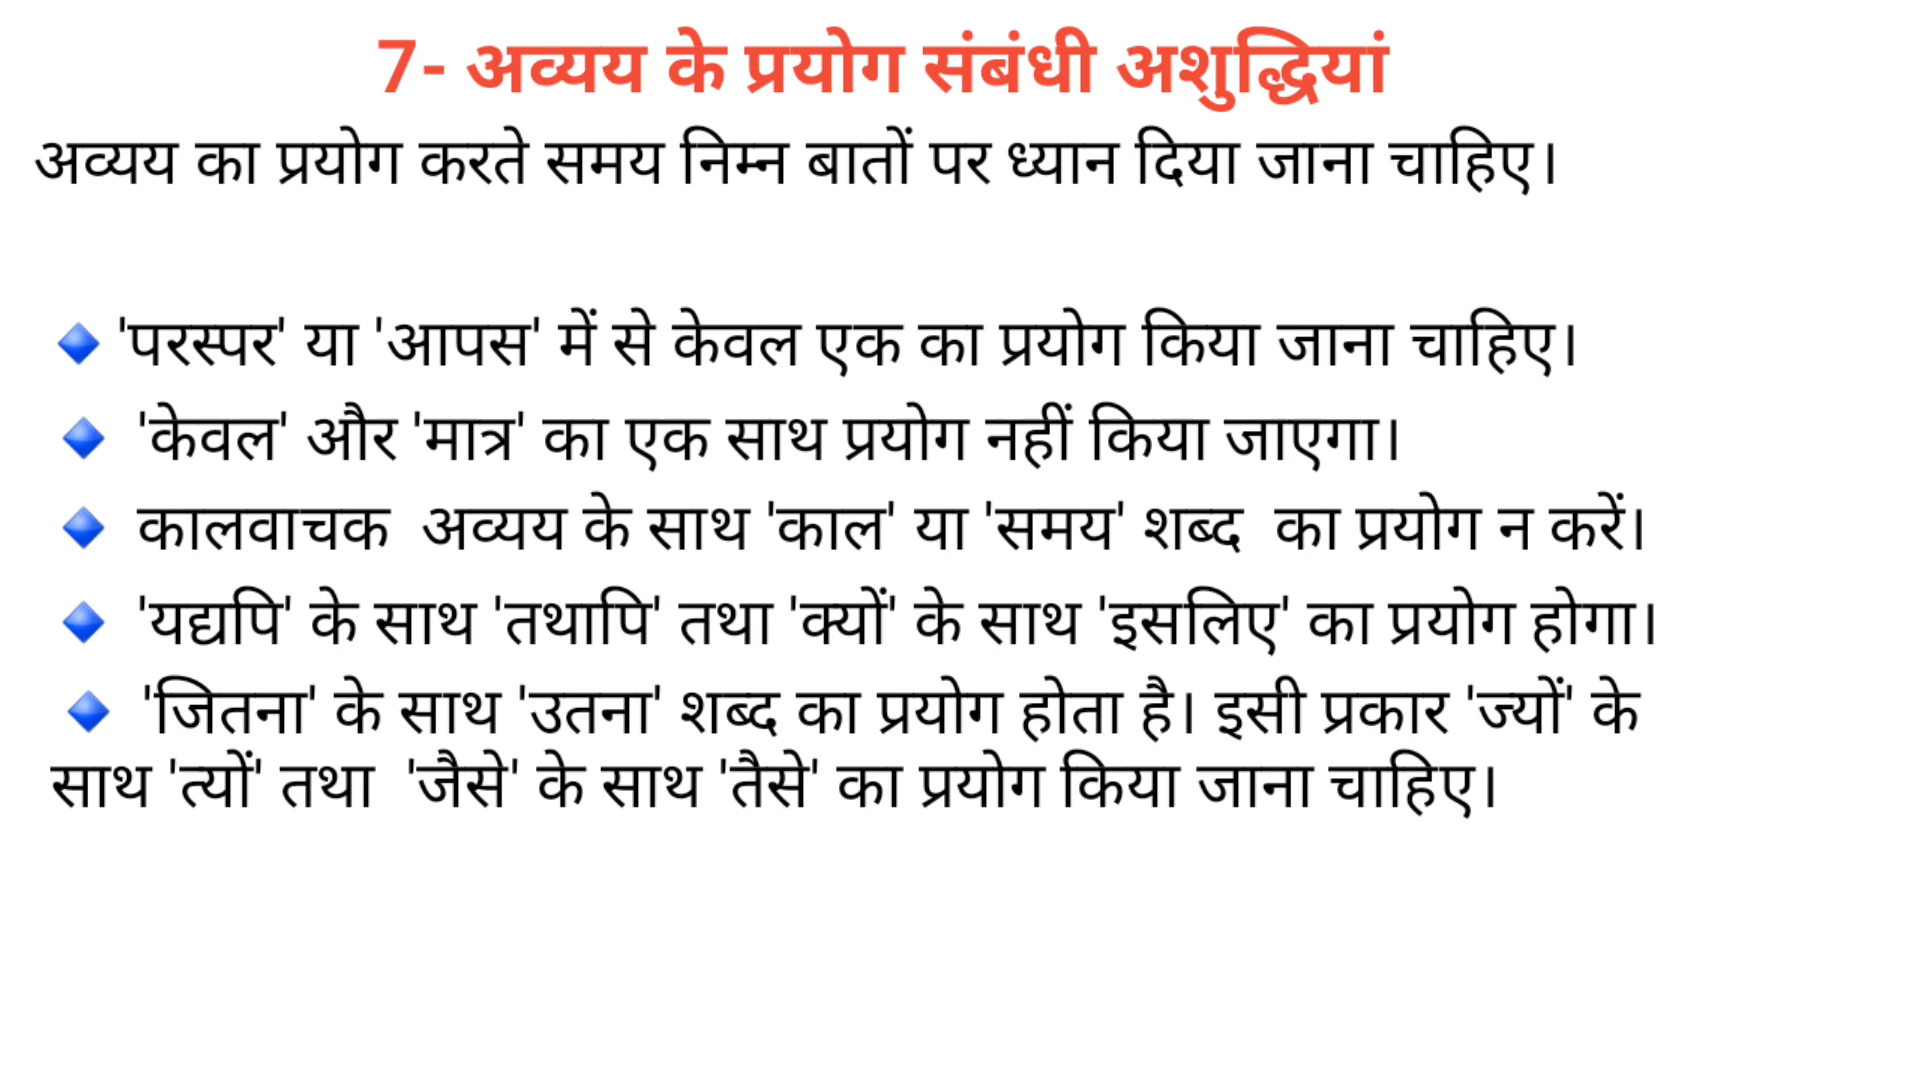 7- अव्यय के प्रयोग संबंधी अशुद्धियां
अव्यय का प्रयोग करते समय निम्न बातों पर ध्यान दिया जाना चाहिए।
🔹'परस्पर' या 'आपस' में से केवल एक का प्रयोग किया जाना चाहिए।
🔹 'केवल' और 'मात्र' का एक साथ प्रयोग नहीं किया जाएगा।
🔹 कालवाचक अव्यय के साथ 'काल' या 'समय' शब्द का प्रयोग न करें।
🔹 'यद्यपि' के साथ 'तथापि' तथा 'क्यों' के साथ 'इसलिए' का प्रयोग होगा।
🔹 'जितना' के साथ 'उतना' शब्द का प्रयोग होता है। इसी प्रकार 'ज्यों' के
साथ 'त्यों' तथा 'जैसे' के साथ 'तैसे' का प्रयोग किया जाना चाहिए।